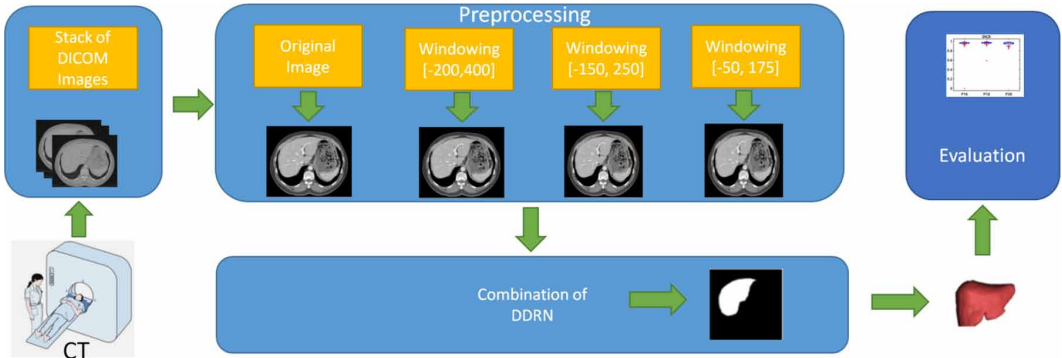 Preprocessing
Stack of
DICOM
Images
Original
Image
Windowing
[-200,400]
Windowing
[-150, 250]
Windowing
[-50, 175]
Evaluation
CT
Combination of
DDRN